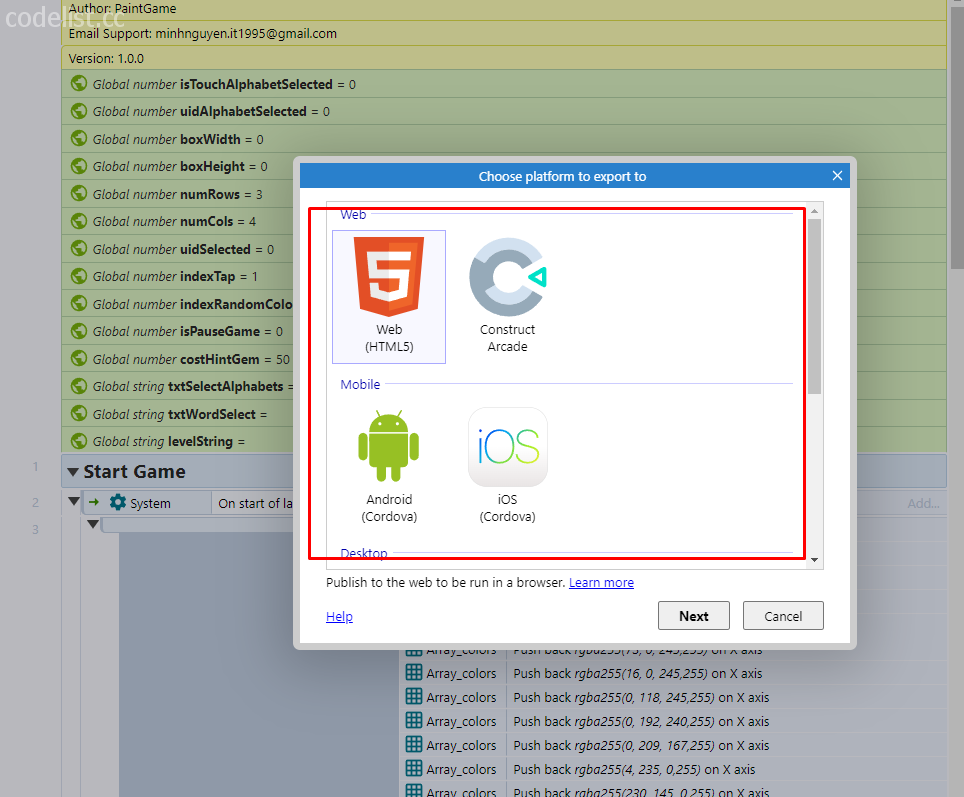 codelist.cc
Author: PaintGame
Email Support: minhnguyen.it1995@gmail.com
Version: 1.0.0
Global number isTouchAlphabetSelected = 0
Global number uidAlphabetSelected = 0
Global number boxWidth = 0
Global number boxHeight = 0
Global number numRows = 3
Global number numCols = 4
Global number uidSelected = 0
Global number indexTap = 1
Global number indexRandomColo
Global number isPauseGame = 0
Global number costHintGem = 50
Global string txtSelectAlphabets =
Global string txtWordSelect =
Global string levelString =
1
Start Game
2
System
On start of la
Add...
3
Choose platform to export to
Web
5
Web
(HTML5)
Construct
Arcade
Mobile
Android
(Cordova)
iOS
iOS
(Cordova)
Desktop
Publish to the web to be run in a browser. Learn more
Help
Next
Cancel
Array_colors Push back rgba255(75, 0, 245,255) on X axis
Array_colors Push back rgba255(16, 0, 245,255) on X axis
Array_colors Push back rgba255(0, 118, 245,255) on X axis
Array_colors Push back rgba255(0, 192, 240,255) on X axis
Array_colors Push back rgba255(0, 209, 167,255) on X axis
Array_colors Push back rgba255(4, 235, 0,255) on X axis
Array_colors Push back rgba255(230, 145, 0,255) on X axis